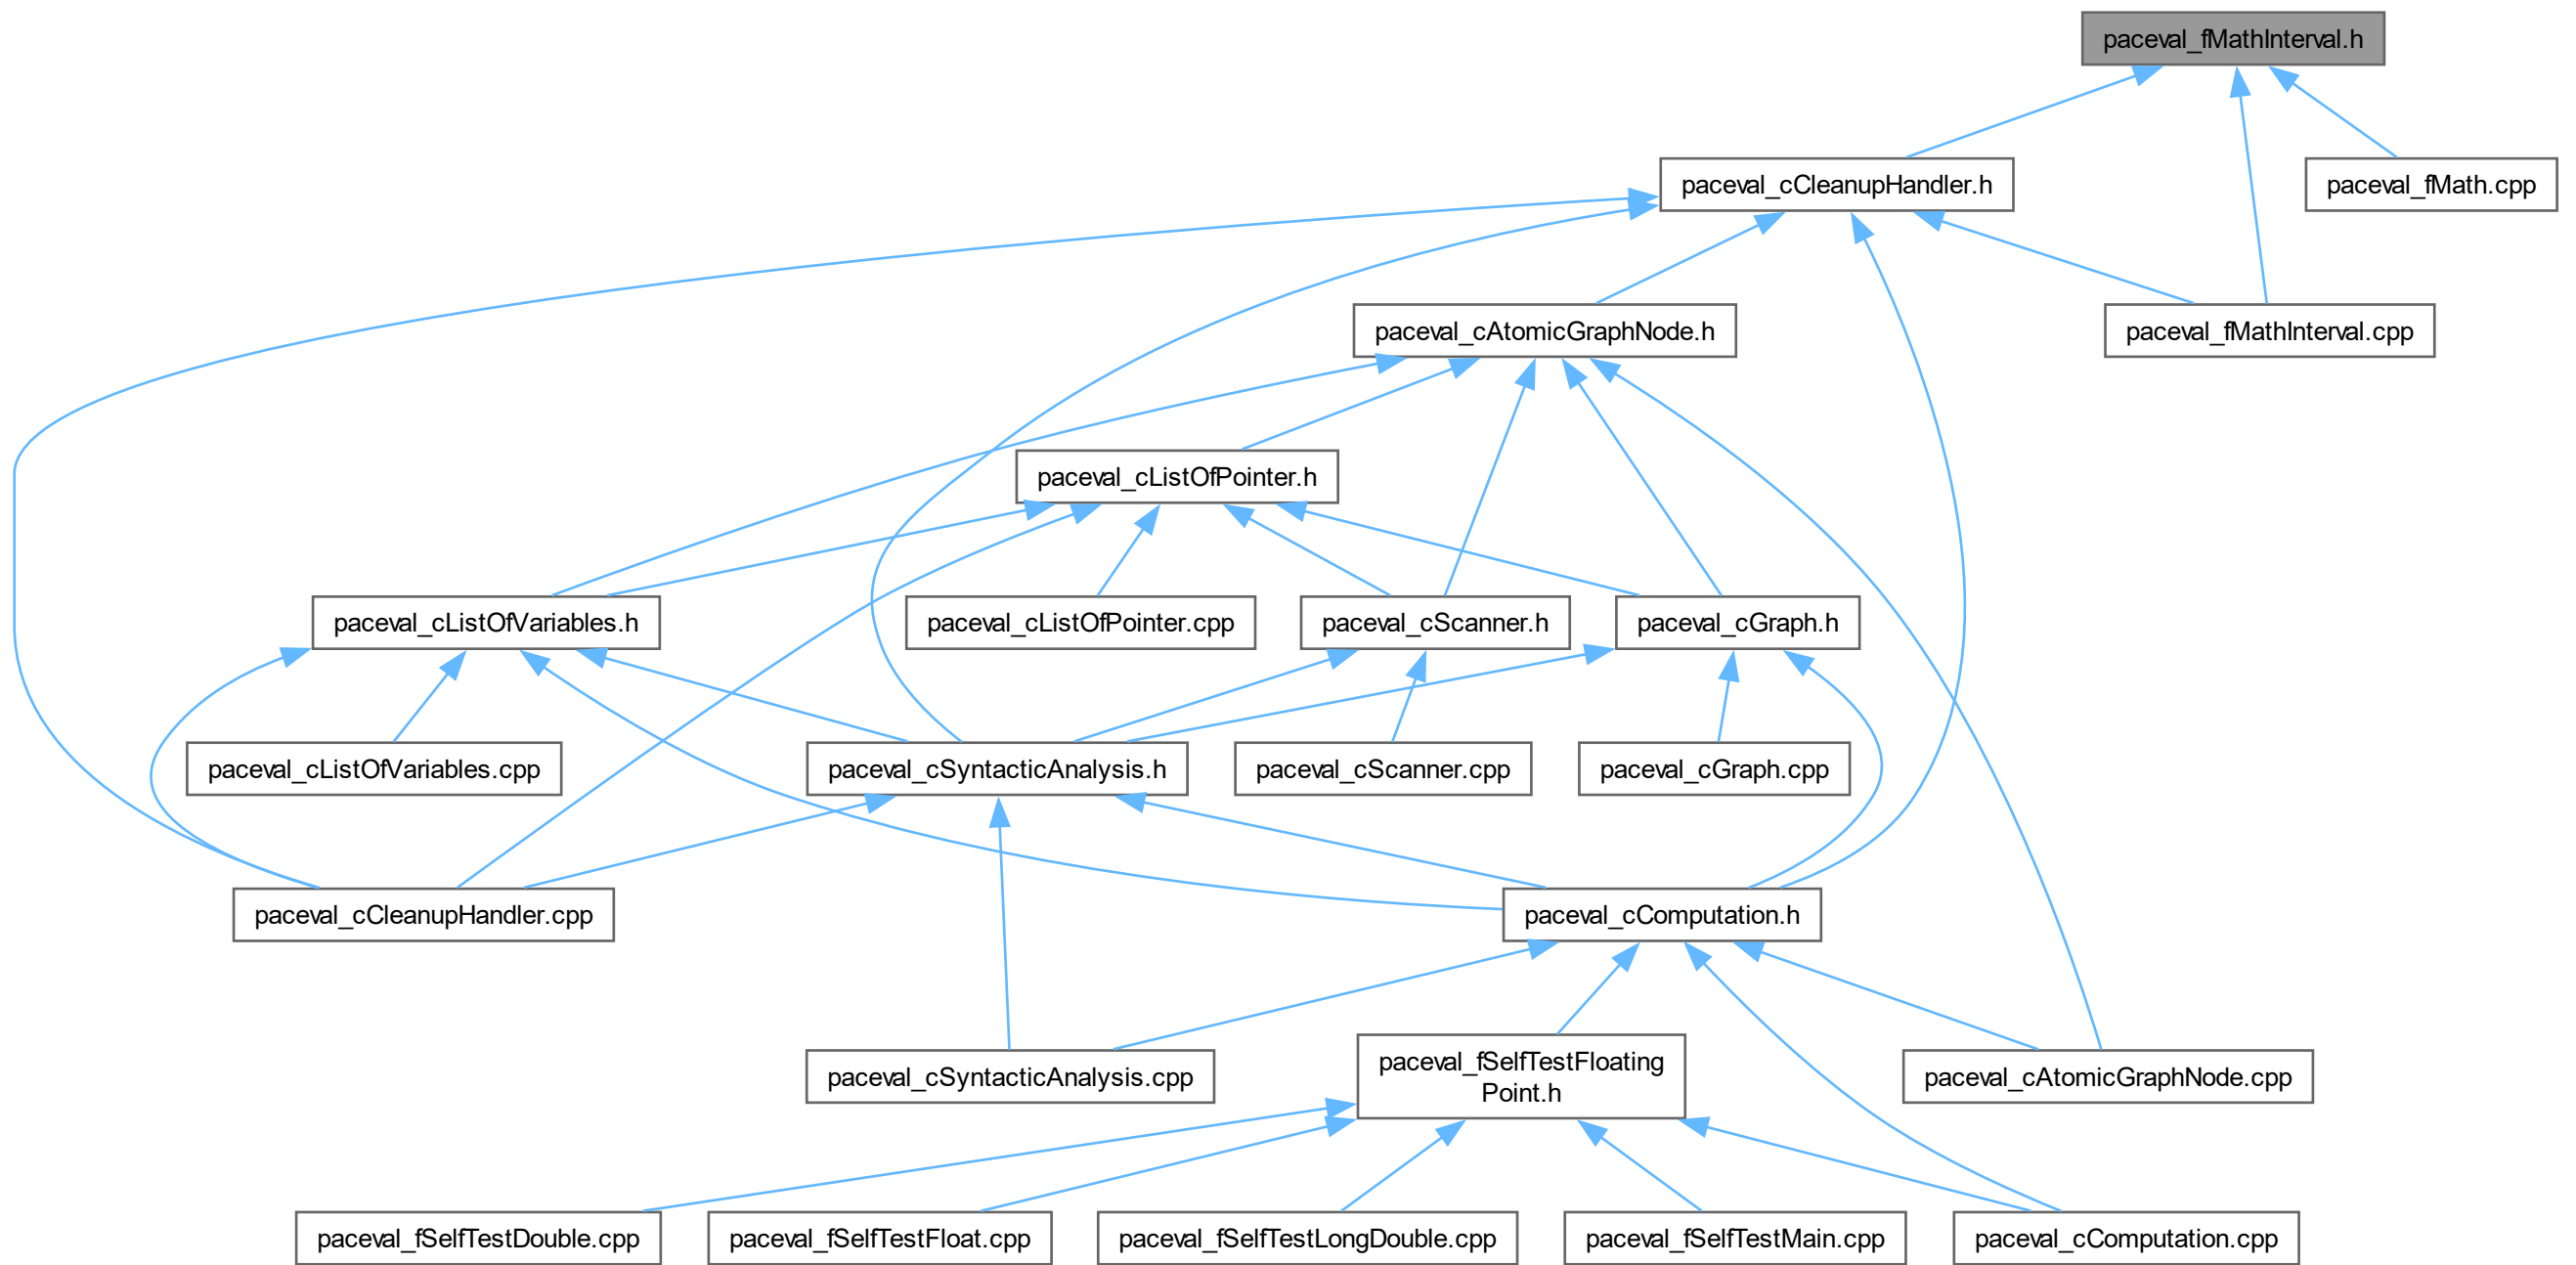 paceval_fMathInterval.h
paceval_cCleanupHandler.h
paceval_fMath.cpp
paceval_cAtomicGraphNode.h
paceval_fMathInterval.cpp
paceval_cListOfPointer.h
paceval_cListOfVariables.h
paceval_cListOfPointer.cpp
paceval_cScanner.h
paceval_cGraph.h
paceval_cListOfVariables.cpp
paceval_cSyntacticAnalysis.h
paceval_cScanner.cpp
paceval_cGraph.cpp
paceval_cCleanupHandler.cpp
paceval_cComputation.h
paceval_cSyntacticAnalysis.cpp
paceval_fSelfTestFloating
Point.h
paceval_cAtomicGraphNode.cpp
paceval_fSelfTestDouble.cpp
paceval_fSelfTestFloat.cpp
paceval_fSelfTestLongDouble.cpp
paceval_fSelfTestMain.cpp
paceval_cComputation.cpp